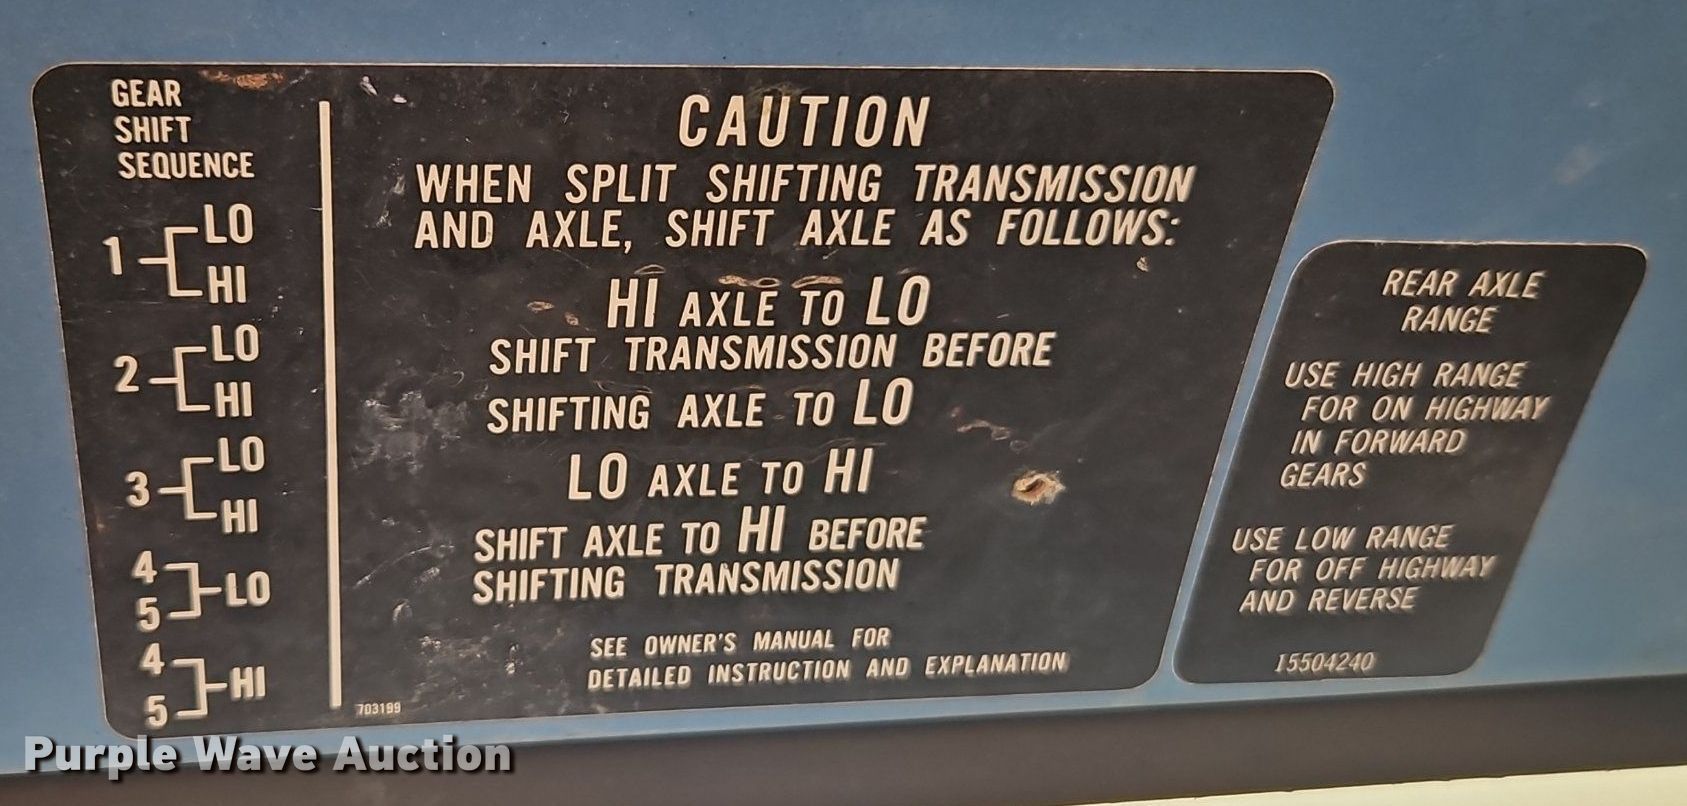 GEAR
SHIFT
SEQUENCE
1 LO
HI
2 LO
HI
3 LO
HI
4
5 LO
4
5 HI
CAUTION
WHEN SPLIT SHIFTING TRANSMISSION
AND AXLE, SHIFT AXLE AS FOLLOWS:
HI AXLE TO LO
SHIFT TRANSMISSION BEFORE
SHIFTING AXLE TO LO
LO AXLE TO HI
SHIFT AXLE TO HI BEFORE
SHIFTING TRANSMISSION
SEE OWNER'S MANUAL FOR
DETAILED INSTRUCTION AND EXPLANATION
703199
REAR AXLE
RANGE
USE HIGH RANGE
FOR ON HIGHWAY
IN FORWARD
GEARS
USE LOW RANGE
FOR OFF HIGHWAY
AND REVERSE
15504240
Purple Wave Auction